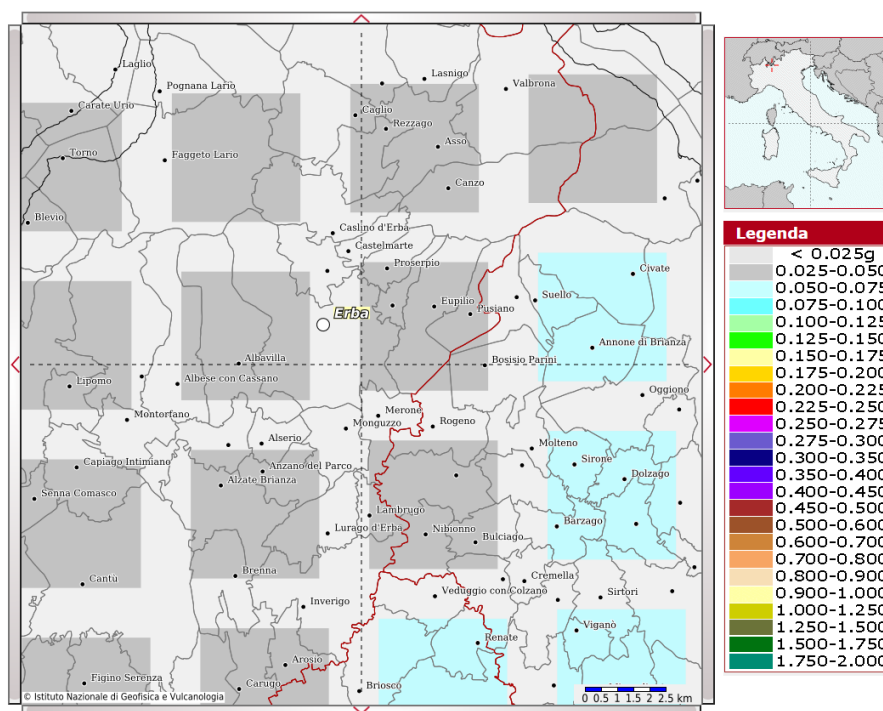 Laglio
Lasnigo
Pognana Lario
Valbrona
Carate Urio
Caglio
Rezzago
Torno
Faggeto Lario
Asso
Canzo
Blevio
Caslino d'Erba
Castelmarte
Proserpio
Civate
Suello
Eupilio
Pusiano
Erba
Annone di Brianza
Albavilla
Bosisio Parini
Lipomo
Albese con Cassano
Oggiono
Montorfano
Merone
Monguzzo
Rogeno
Alserio
Molteno
Capiago Intimiano
Anzano del Parco
Sirone
Alzate Brianza
Dolzago
Senna Comasco
Lambrugo
Barzago
Lurago d'Erba
Nibionno
Bulciago
Cantù
Brenna
Cremella
Veduggio con Colzano
Sirtori
Inverigo
Viganò
Renate
Arosio
Figino Serenza
Carugo
Briosco
© Istituto Nazionale di Geofisica e Vulcanologia
0 0.5 1 1.5 2 2.5 km
Legenda
< 0.025g
0.025-0.050
0.050-0.075
0.075-0.100
0.100-0.125
0.125-0.150
0.150-0.175
0.175-0.200
0.200-0.225
0.225-0.250
0.250-0.275
0.275-0.300
0.300-0.350
0.350-0.400
0.400-0.450
0.450-0.500
0.500-0.600
0.600-0.700
0.700-0.800
0.800-0.900
0.900-1.000
1.000-1.250
1.250-1.500
1.500-1.750
1.750-2.000